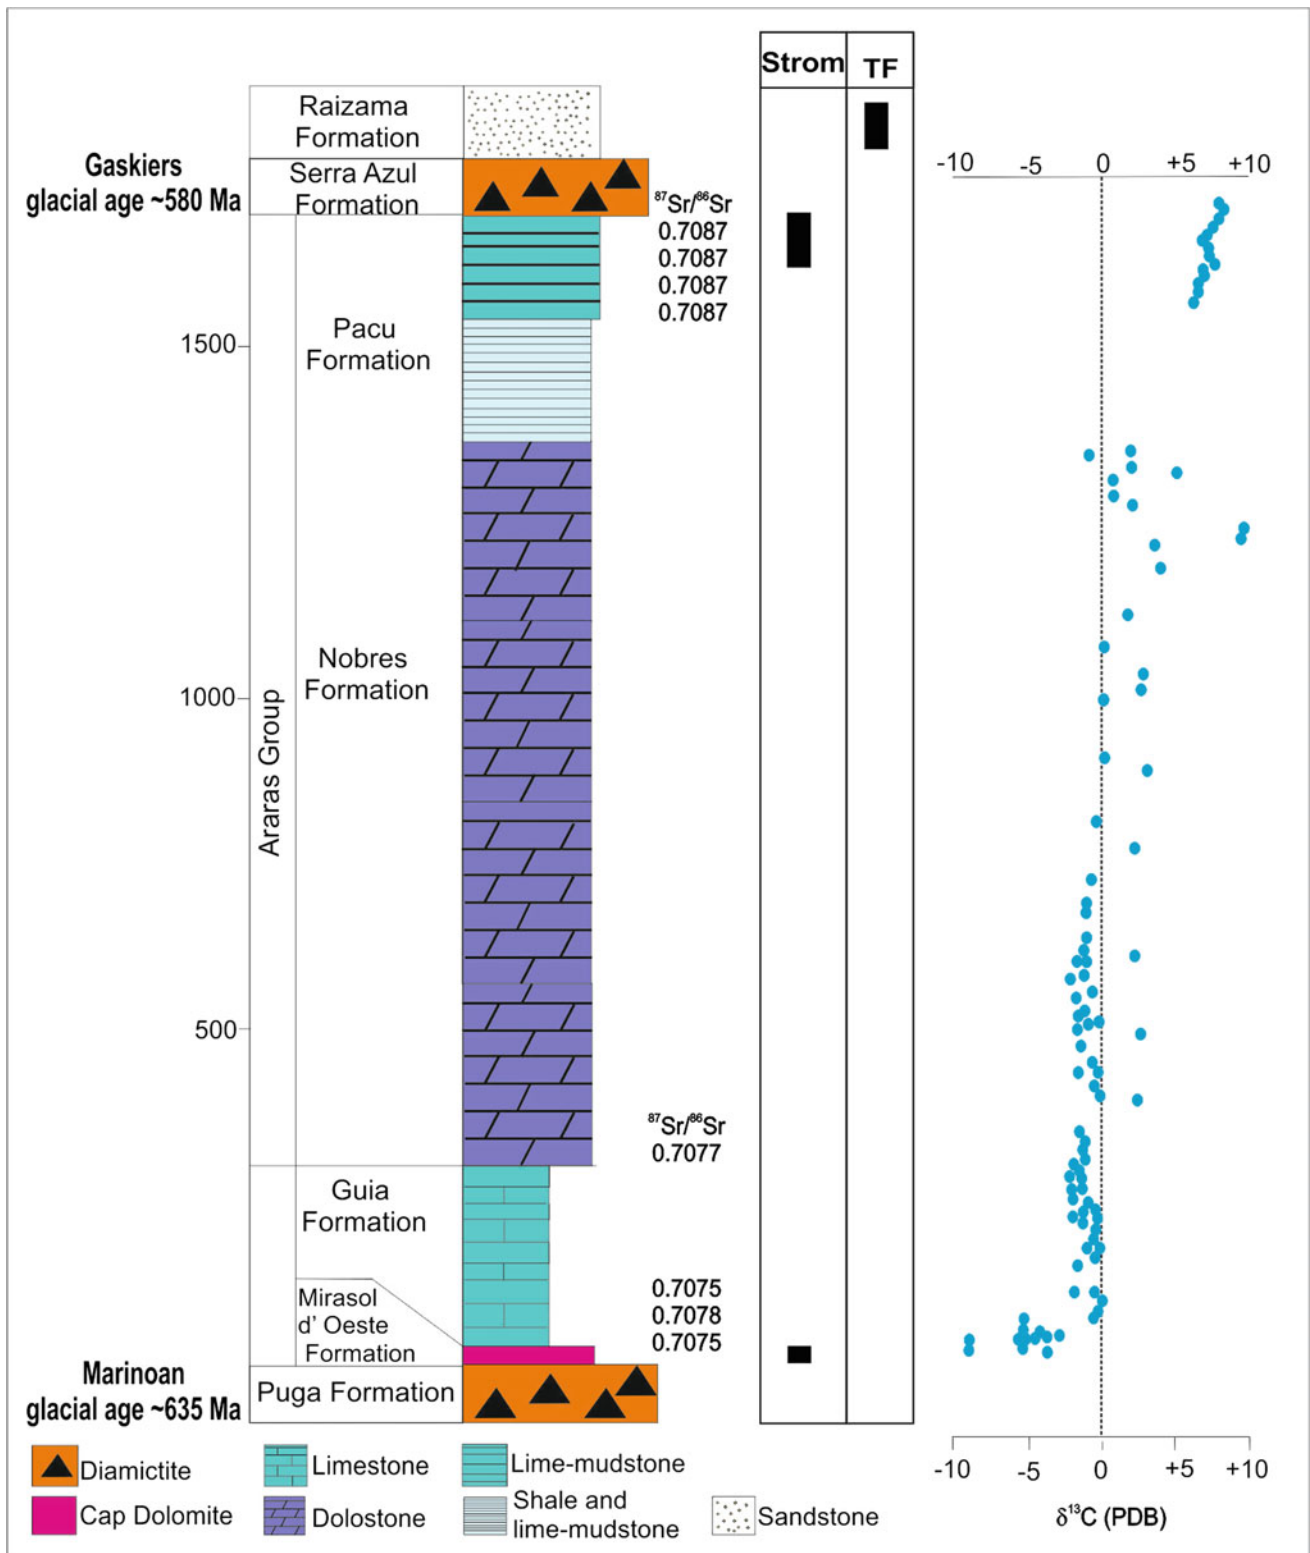 Strom
TF
Raizama
Formation
Gaskiers
glacial age ~580 Ma
Serra Azul
Formation
-10
0
+5
+10
⁸⁷Sr/⁸⁶Sr
0.7087
0.7087
0.7087
0.7087
1500
Pacu
Formation
Nobres
Formation
1000
Araras Group
500
⁸⁷Sr/⁸⁶Sr
0.7077
Guia
Formation
Mirasol
d' Oeste
Formation
0.7075
0.7078
0.7075
Marinoan
glacial age ~635 Ma
Puga Formation
Diamictite
Limestone
Lime-mudstone
Cap Dolomite
Dolostone
Shale and
lime-mudstone
Sandstone
-10
-5
0
+5
+10
δ¹³C (PDB)